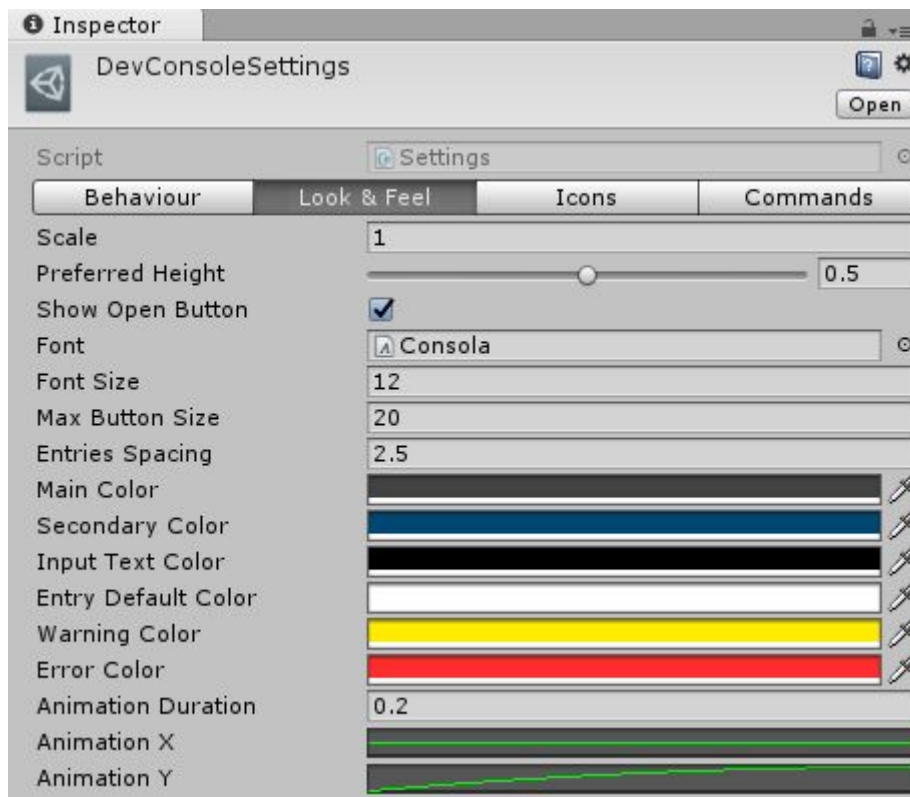 Inspector
DevConsoleSettings
Open
Script Settings
Behaviour Look & Feel Icons Commands
Scale 1
Preferred Height 0.5
Show Open Button
Font Consola
Font Size 12
Max Button Size 20
Entries Spacing 2.5
Main Color
Secondary Color
Input Text Color
Entry Default Color
Warning Color
Error Color
Animation Duration 0.2
Animation X
Animation Y